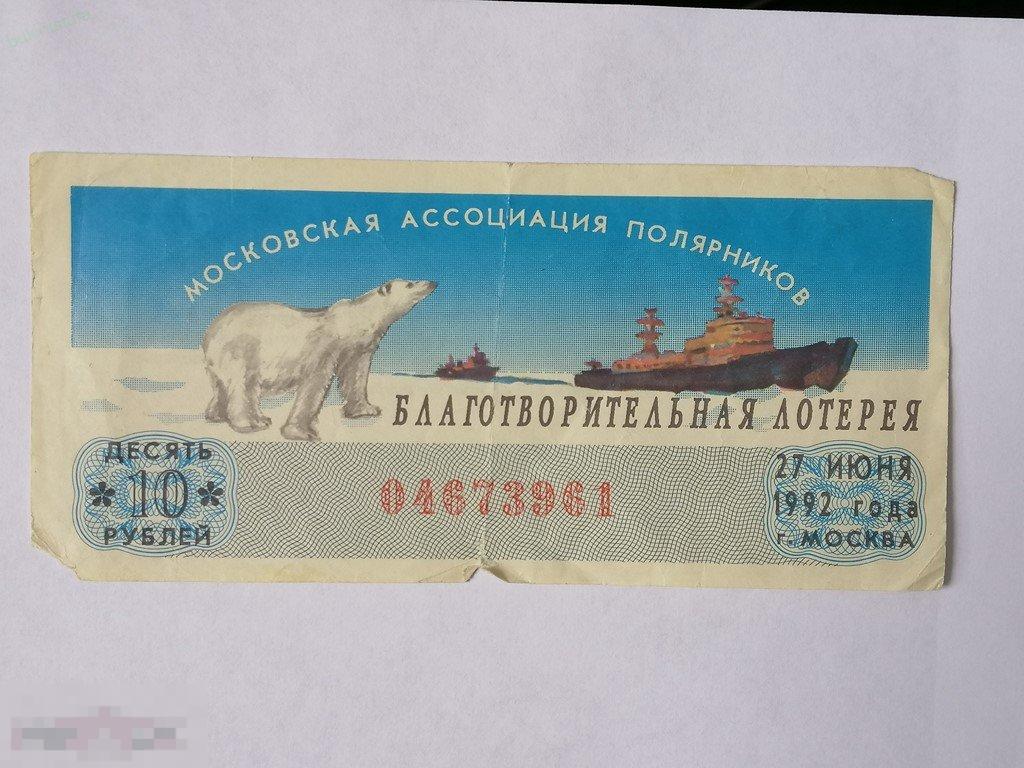 МОСКОВСКАЯ АССОЦИАЦИЯ ПОЛЯРНИКОВ
БЛАГОТВОРИТЕЛЬНАЯ ЛОТЕРЕЯ
ДЕСЯТЬ
* 10 *
РУБЛЕЙ
04673961
27 ИЮНЯ
1992 года
г. МОСКВА